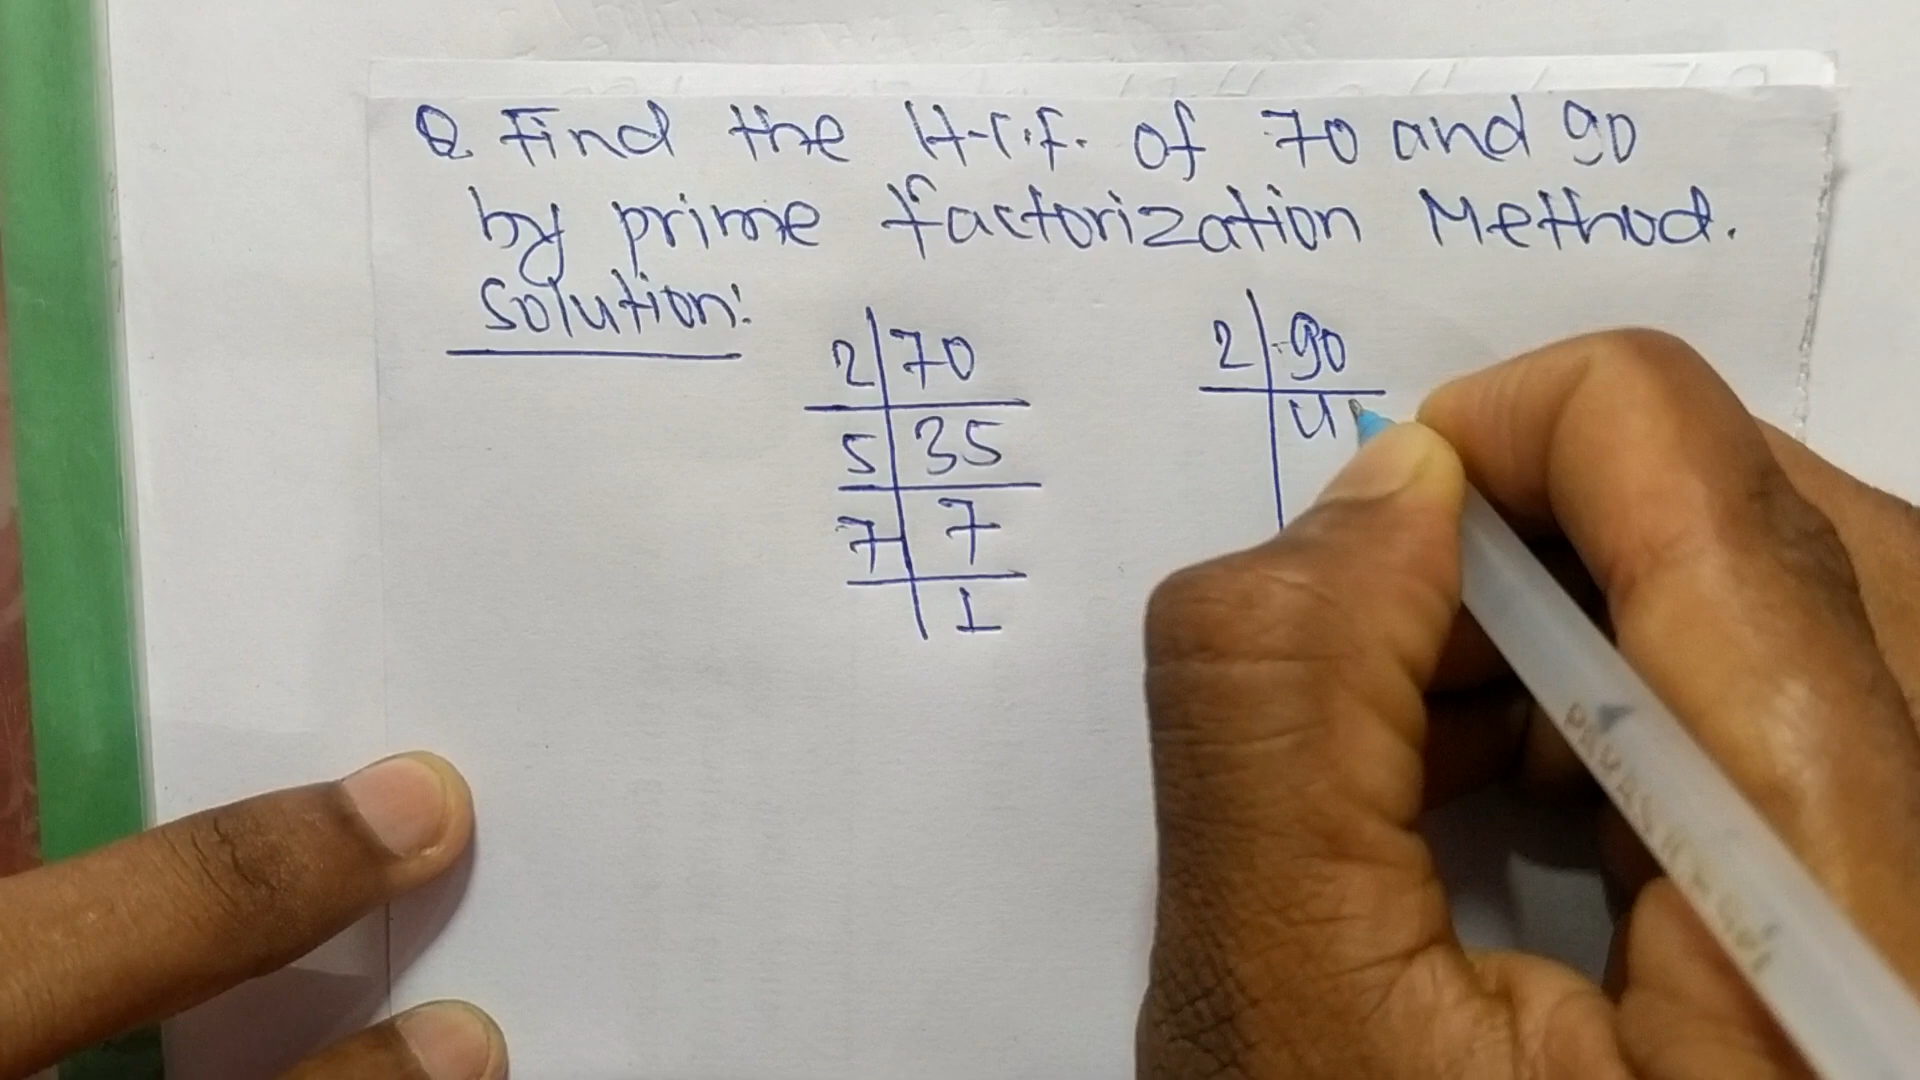 Q. Find the H.C.F. of 70 and 90
by prime factorization Method.
Solution:
2 70
5 35
7 7
1
2 90
4